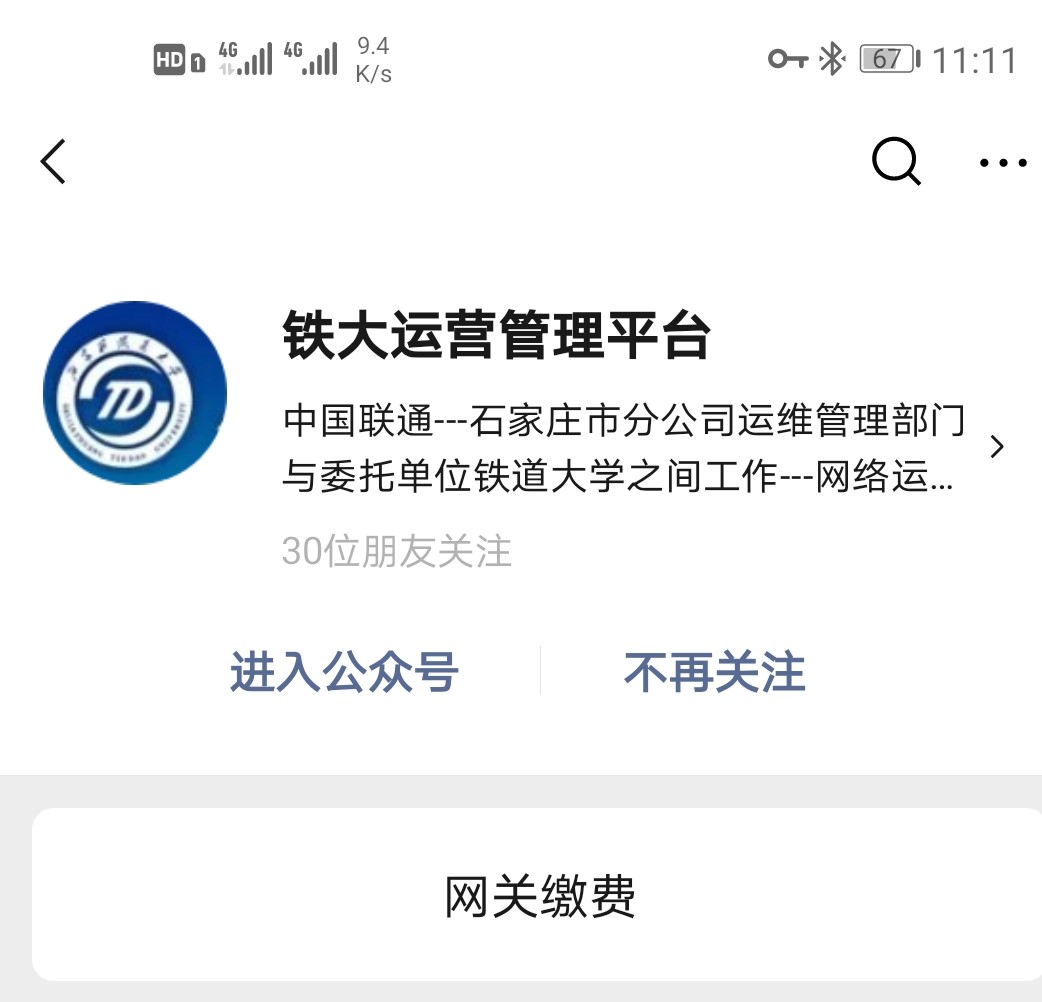 HD 1 4G 4G 9.4
K/s
67 11:11
铁大运营管理平台
中国联通---石家庄市分公司运维管理部门
与委托单位铁道大学之间工作---网络运...
30位朋友关注
进入公众号 不再关注
网关缴费
TD